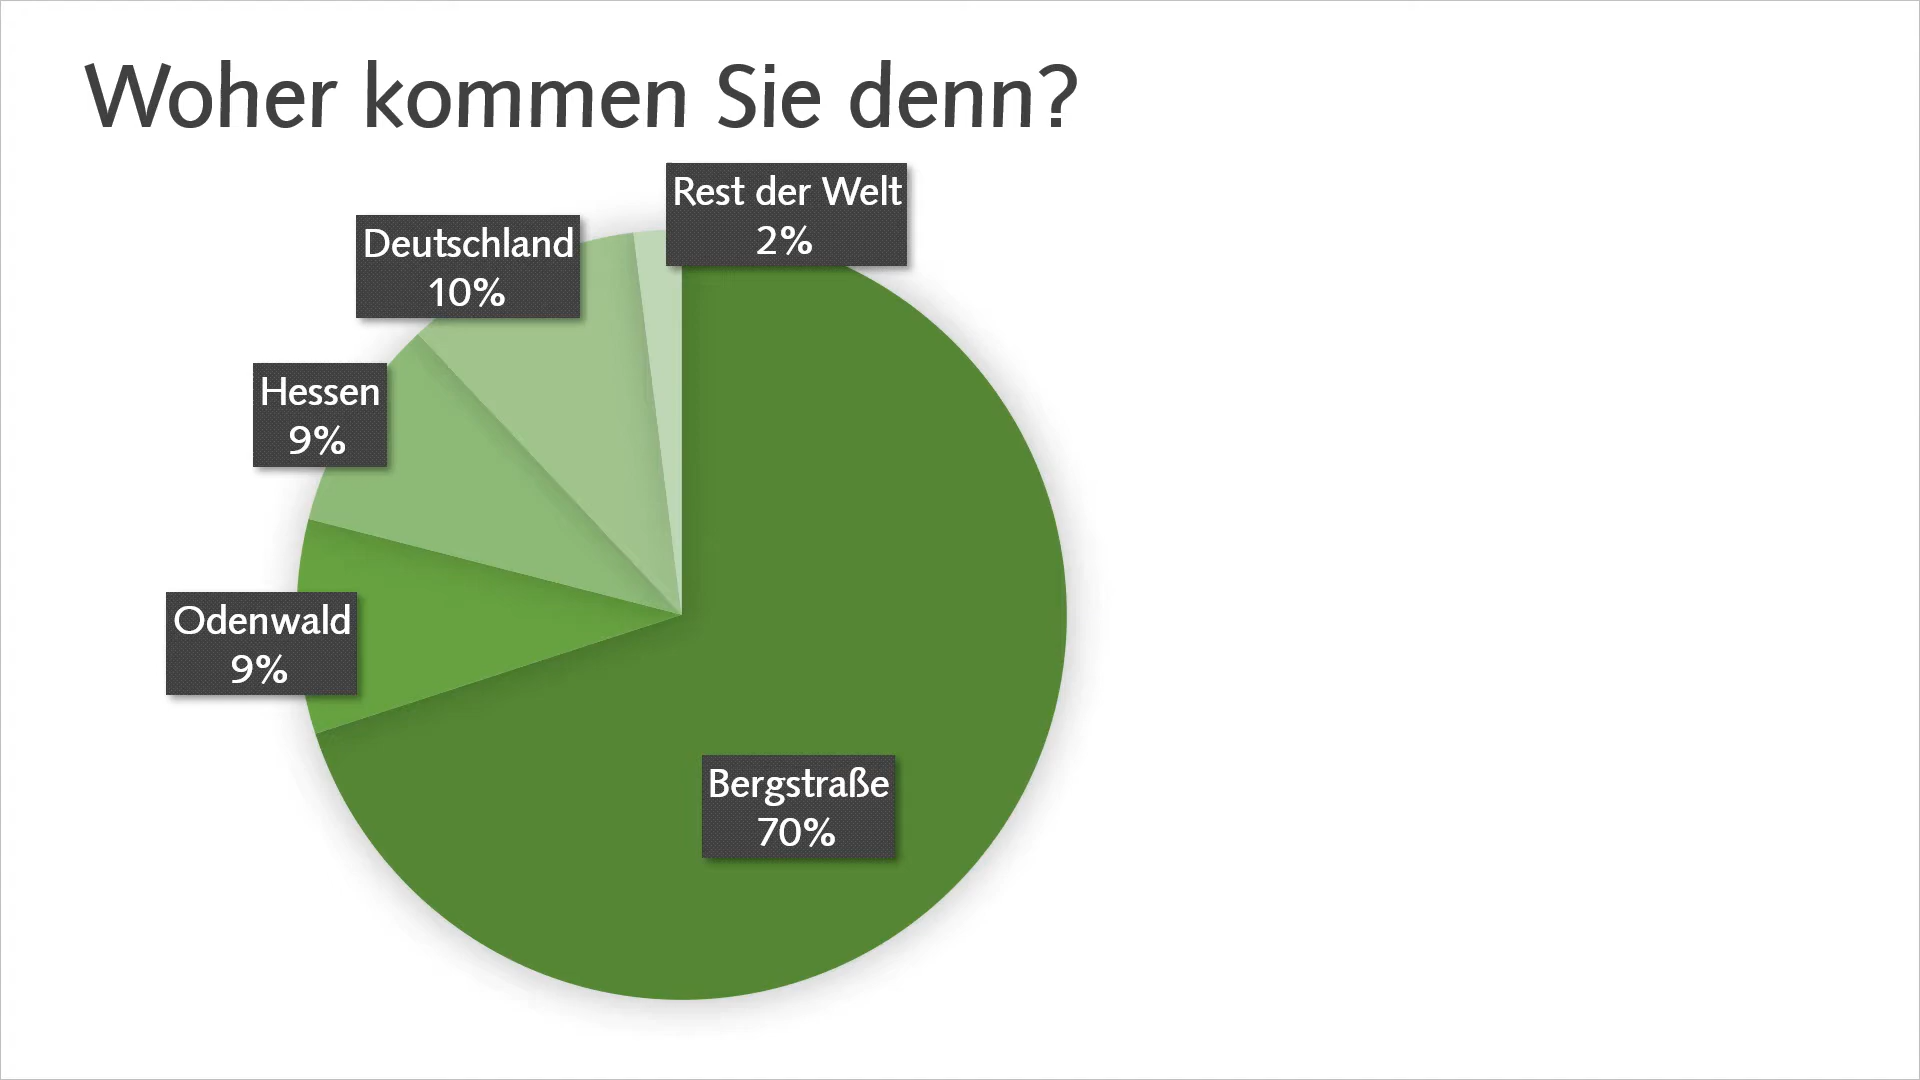 Woher kommen Sie denn?
Rest der Welt
2%
Deutschland
10%
Hessen
9%
Odenwald
9%
Bergstraße
70%